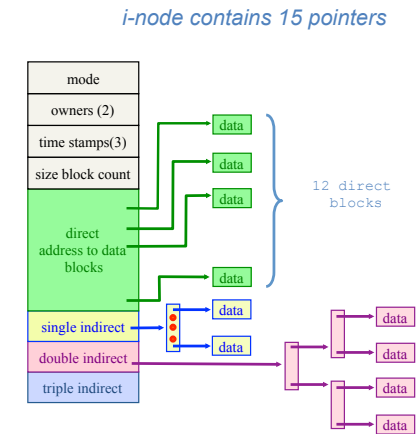 i-node contains 15 pointers
mode
owners (2)
time stamps(3)
size block count
direct
address to data
blocks
single indirect
double indirect
triple indirect
data
data
data
data
12 direct
blocks
data
data
data
data
data
data